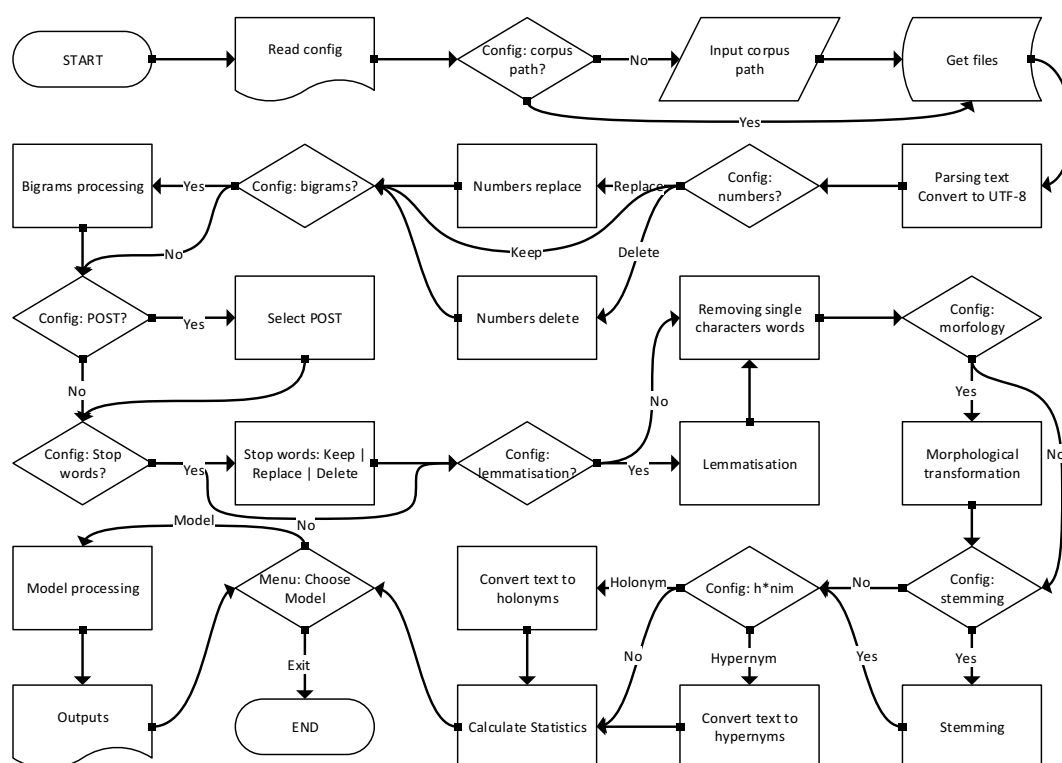 START
Read config
Config: corpus
path?
No
Input corpus
path
Get files
Yes
Bigrams processing
Yes
Config: bigrams?
Numbers replace
Replace
Config:
numbers?
Parsing text
Convert to UTF-8
No
Keep
Delete
Config: POST?
Yes
Select POST
Numbers delete
Removing single
characters words
Config:
morfology
No
No
Yes
Config: Stop
words?
Yes
Stop words: Keep |
Replace | Delete
Config:
lemmatisation?
Yes
Lemmatisation
Morphological
transformation
No
No
Model
Model processing
Menu: Choose
Model
Convert text to
holonyms
Holonym
Config: h*nim
No
Config:
stemming
Exit
No
Hypernym
Yes
Yes
Outputs
END
Calculate Statistics
Convert text to
hypernyms
Stemming